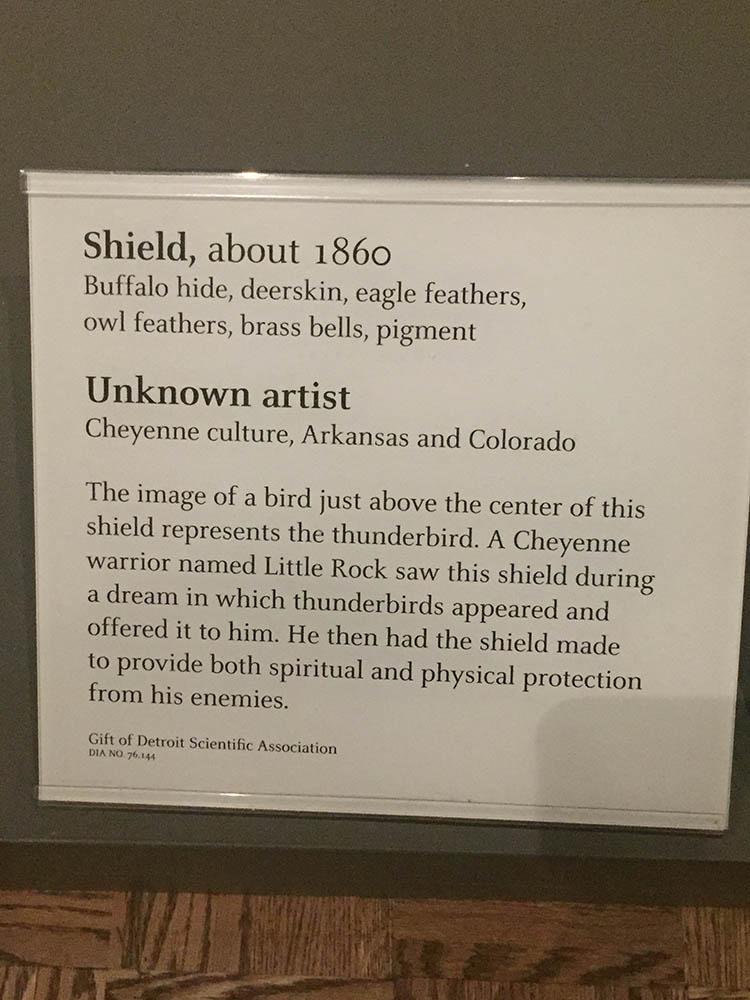 Shield, about 1860
Buffalo hide, deerskin, eagle feathers,
owl feathers, brass bells, pigment
Unknown artist
Cheyenne culture, Arkansas and Colorado
The image of a bird just above the center of this
shield represents the thunderbird. A Cheyenne
warrior named Little Rock saw this shield during
a dream in which thunderbirds appeared and
offered it to him. He then had the shield made
to provide both spiritual and physical protection
from his enemies.
Gift of Detroit Scientific Association
DIA NO. 76.144